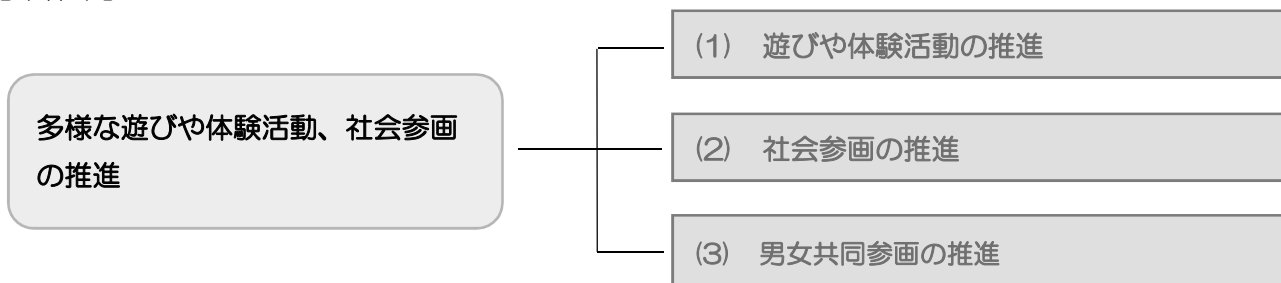 多様な遊びや体験活動、社会参画
の推進
(1) 遊びや体験活動の推進
(2) 社会参画の推進
(3) 男女共同参画の推進